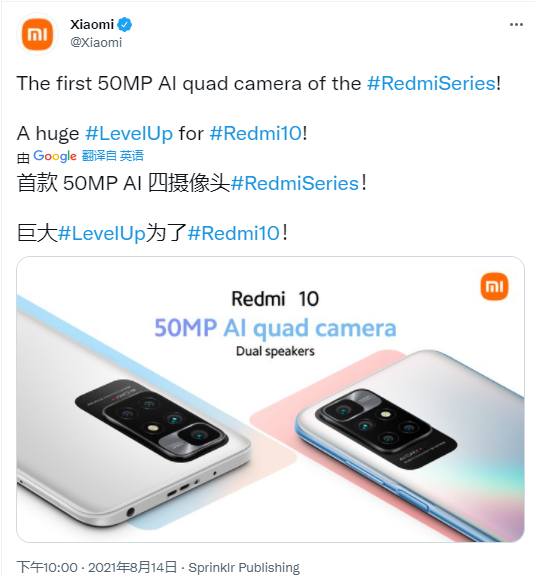 Xiaomi
@Xiaomi
The first 50MP AI quad camera of the #RedmiSeries!
A huge #LevelUp for #Redmi10!
由 Google 翻译自 英语
首款 50MP AI 四摄像头#RedmiSeries！
巨大#LevelUp为了#Redmi10！
Redmi 10
50MP AI quad camera
Dual speakers
下午10:00 · 2021年8月14日 · Sprinklr Publishing